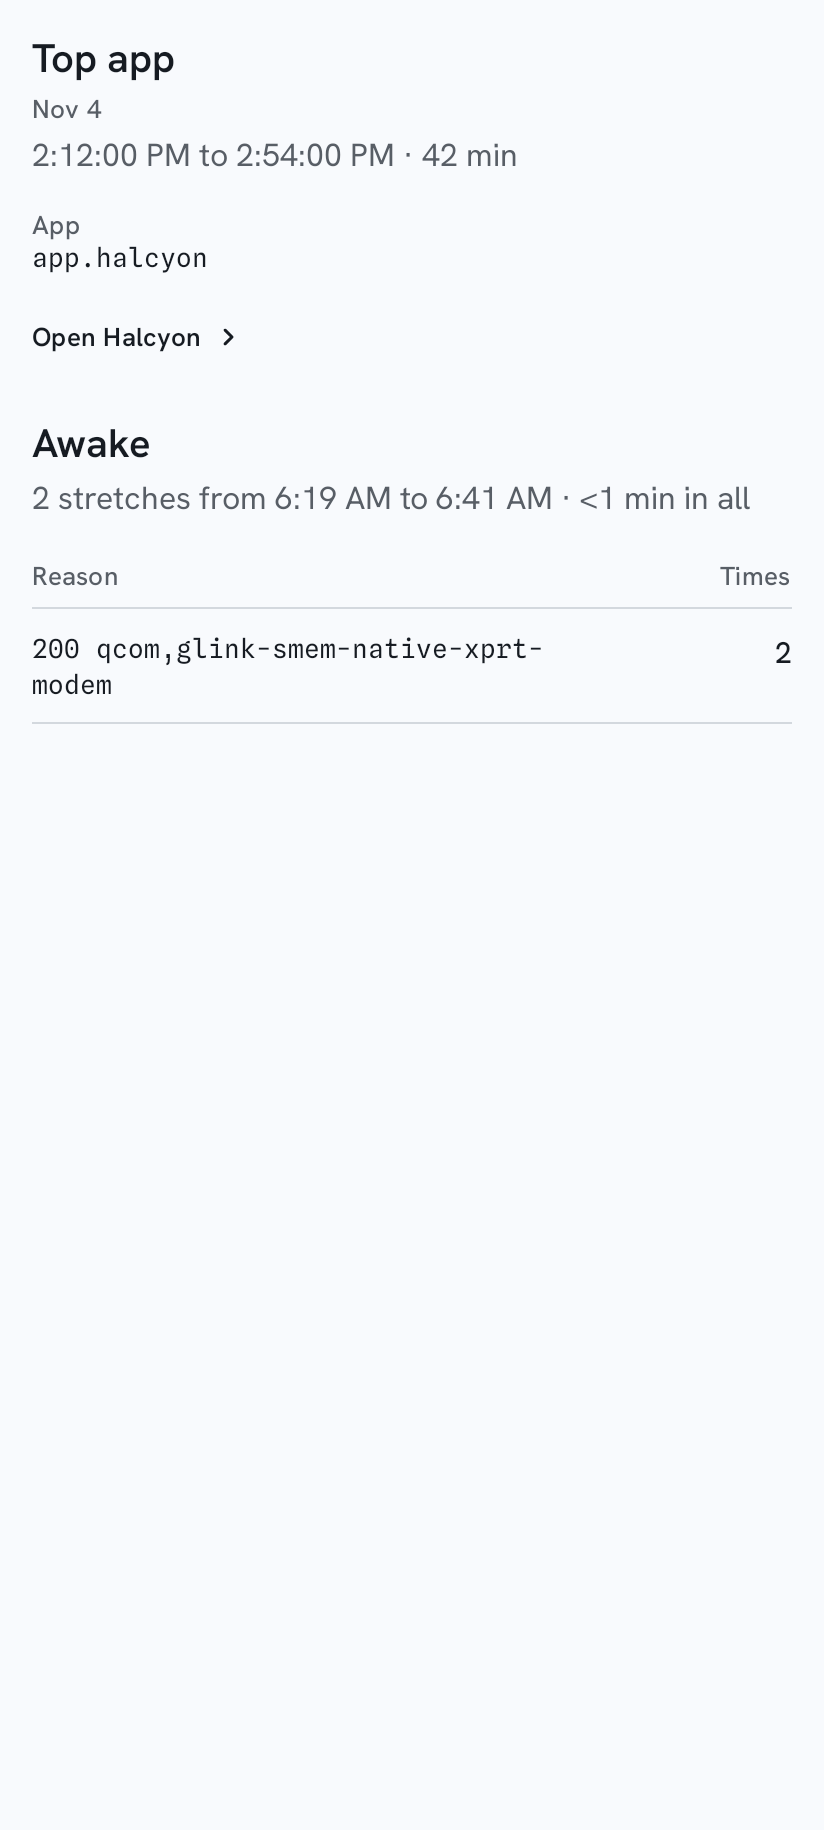 Top app
Nov 4
2:12:00 PM to 2:54:00 PM · 42 min
App
app.halcyon
Open Halcyon
Awake
2 stretches from 6:19 AM to 6:41 AM · <1 min in all
Reason Times
200 qcom,glink-smem-native-xprt- 2
modem